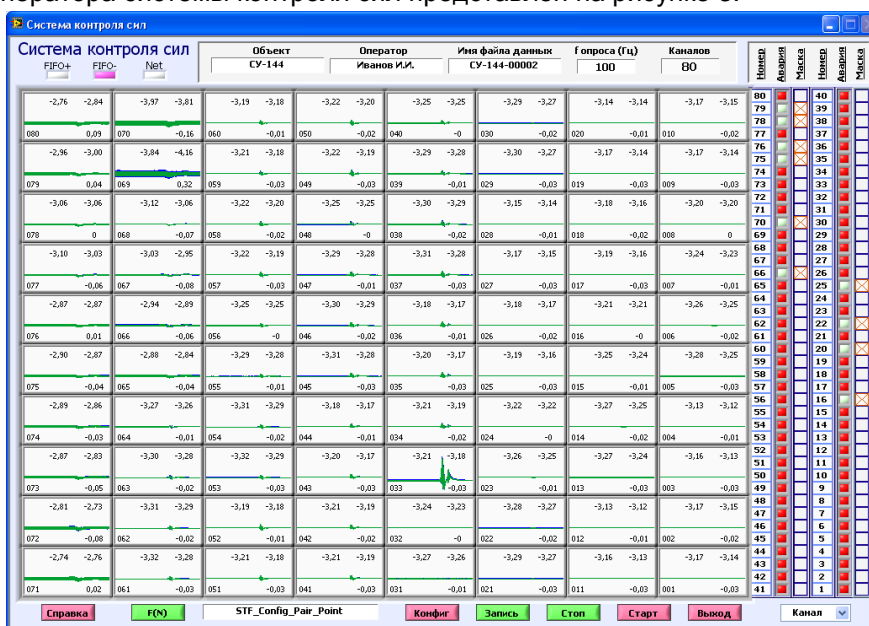 ператора системы контроля сил представлен на рисунке 3.
Система контроля сил
Система контроля сил
Объект Оператор Имя файла данных f опроса (Гц) Каналов
FIFO+ FIFO- Net
СУ-144 Иванов И.И. СУ-144-00002 100 80
Номер Авария Маска Номер Авария Маска
-2,76 -2,84 -3,97 -3,81 -3,19 -3,18 -3,22 -3,20 -3,25 -3,25 -3,29 -3,27 -3,14 -3,14 -3,17 -3,15
080 0,09 070 -0,16 060 -0,01 050 -0,02 040 -0 030 -0,02 020 -0,01 010 -0,02
-2,96 -3,00 -3,84 -4,16 -3,21 -3,18 -3,22 -3,19 -3,29 -3,28 -3,30 -3,27 -3,17 -3,14 -3,17 -3,14
079 0,04 069 0,32 059 -0,03 049 -0,03 039 -0,01 029 -0,03 019 -0,03 009 -0,03
-3,06 -3,06 -3,12 -3,06 -3,22 -3,20 -3,25 -3,25 -3,30 -3,29 -3,15 -3,14 -3,18 -3,16 -3,20 -3,20
078 0 068 -0,07 058 -0,02 048 -0 038 -0,02 028 -0,01 018 -0,02 008 0
-3,10 -3,03 -3,03 -2,95 -3,22 -3,19 -3,29 -3,28 -3,31 -3,28 -3,17 -3,15 -3,19 -3,16 -3,24 -3,23
077 -0,06 067 -0,08 057 -0,03 047 -0,01 037 -0,03 027 -0,03 017 -0,03 007 -0,01
-2,87 -2,87 -2,94 -2,89 -3,25 -3,25 -3,30 -3,29 -3,18 -3,17 -3,18 -3,17 -3,21 -3,21 -3,26 -3,25
076 0,01 066 -0,06 056 -0 046 -0,02 036 -0,01 026 -0,02 016 -0 006 -0,02
-2,90 -2,87 -2,88 -2,84 -3,29 -3,28 -3,31 -3,28 -3,20 -3,17 -3,19 -3,16 -3,25 -3,24 -3,28 -3,25
075 -0,04 065 -0,04 055 -0,01 045 -0,03 035 -0,03 025 -0,03 015 -0,01 005 -0,03
-2,89 -2,86 -3,27 -3,26 -3,31 -3,29 -3,18 -3,17 -3,21 -3,19 -3,22 -3,22 -3,27 -3,25 -3,13 -3,12
074 -0,03 064 -0,01 054 -0,02 044 -0,01 034 -0,02 024 -0 014 -0,02 004 -0,01
-2,87 -2,83 -3,30 -3,28 -3,32 -3,29 -3,20 -3,17 -3,21 -3,18 -3,26 -3,25 -3,27 -3,24 -3,16 -3,13
073 -0,05 063 -0,02 053 -0,03 043 -0,03 033 -0,03 023 -0,01 013 -0,03 003 -0,03
-2,81 -2,73 -3,31 -3,29 -3,19 -3,18 -3,21 -3,19 -3,24 -3,23 -3,28 -3,27 -3,13 -3,12 -3,17 -3,15
072 -0,08 062 -0,02 052 -0,01 042 -0,02 032 -0 022 -0,02 012 -0,01 002 -0,02
-2,74 -2,76 -3,32 -3,28 -3,21 -3,18 -3,21 -3,19 -3,27 -3,26 -3,29 -3,27 -3,16 -3,13 -3,17 -3,14
071 0,02 061 -0,03 051 -0,03 041 -0,03 031 -0,01 021 -0,03 011 -0,03 001 -0,03
80 40
79 39
78 38
77 37
76 36
75 35
74 34
73 33
72 32
71 31
70 30
69 29
68 28
67 27
66 26
65 25
64 24
63 23
62 22
61 21
60 20
59 19
58 18
57 17
56 16
55 15
54 14
53 13
52 12
51 11
50 10
49 9
48 8
47 7
46 6
45 5
44 4
43 3
42 2
41 1
Справка F(N) STF_Config_Pair_Point Конфиг Запись Стоп Старт Выход Канал